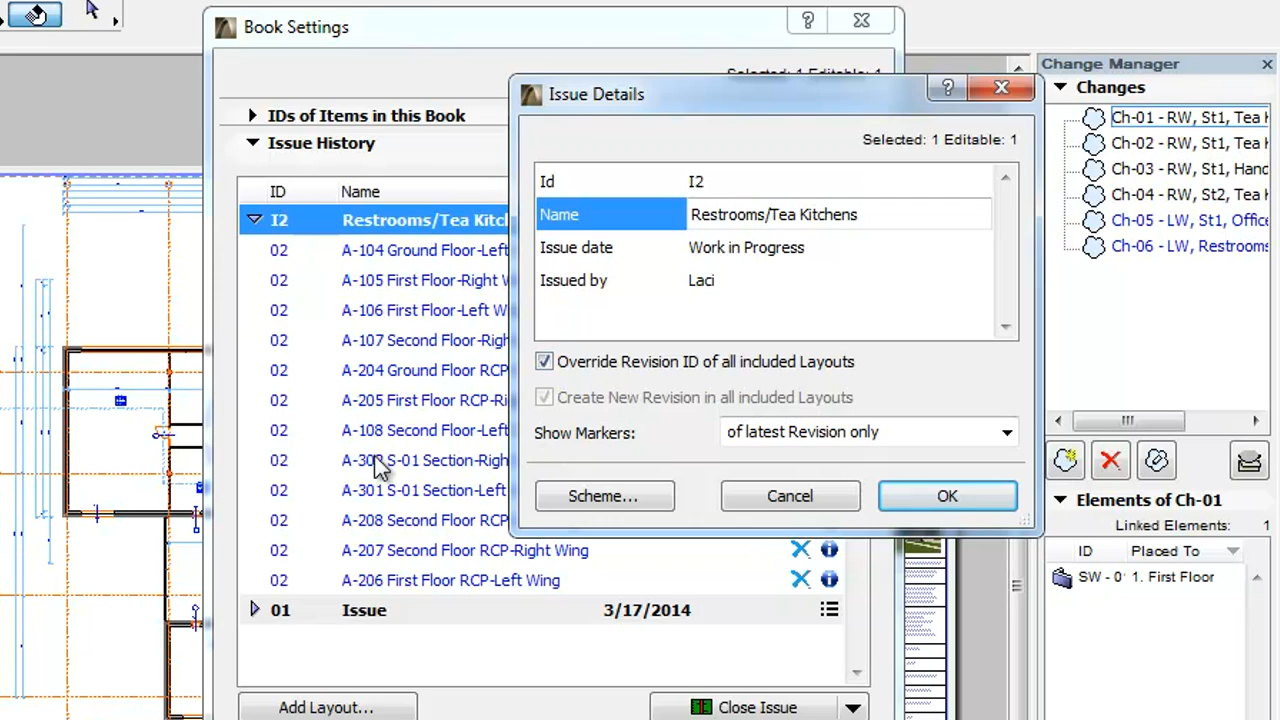 Book Settings
Selected: 1 Editable: 1
IDs of Items in this Book
Issue History
ID Name
I2 Restrooms/Tea Kitc
02 A-104 Ground Floor-Left
02 A-105 First Floor-Right
02 A-106 First Floor-Left W
02 A-107 Second Floor-Righ
02 A-204 Ground Floor RCP
02 A-205 First Floor RCP-Ri
02 A-108 Second Floor-Left
02 S-01 Section-Righ
02 A-301 S-01 Section-Left
02 A-208 Second Floor RCP
02 A-207 Second Floor RCP-Right Wing
02 A-206 First Floor RCP-Left Wing
01 Issue 3/17/2014
Add Layout...
Close Issue
Issue Details
Selected: 1 Editable: 1
Id I2
Name Restrooms/Tea Kitchens
Issue date Work in Progress
Issued by Laci
Override Revision ID of all included Layouts
Create New Revision in all included Layouts
Show Markers: of latest Revision only
Scheme... Cancel OK
Change Manager
Changes
Ch-01 - RW, St1, Tea K
Ch-02 - RW, St1, Tea K
Ch-03 - RW, St1, Hand
Ch-04 - RW, St2, Tea K
Ch-05 - LW, St1, Office
Ch-06 - LW, Restrooms
Elements of Ch-01
Linked Elements: 1
ID Placed To
SW - 0 1. First Floor